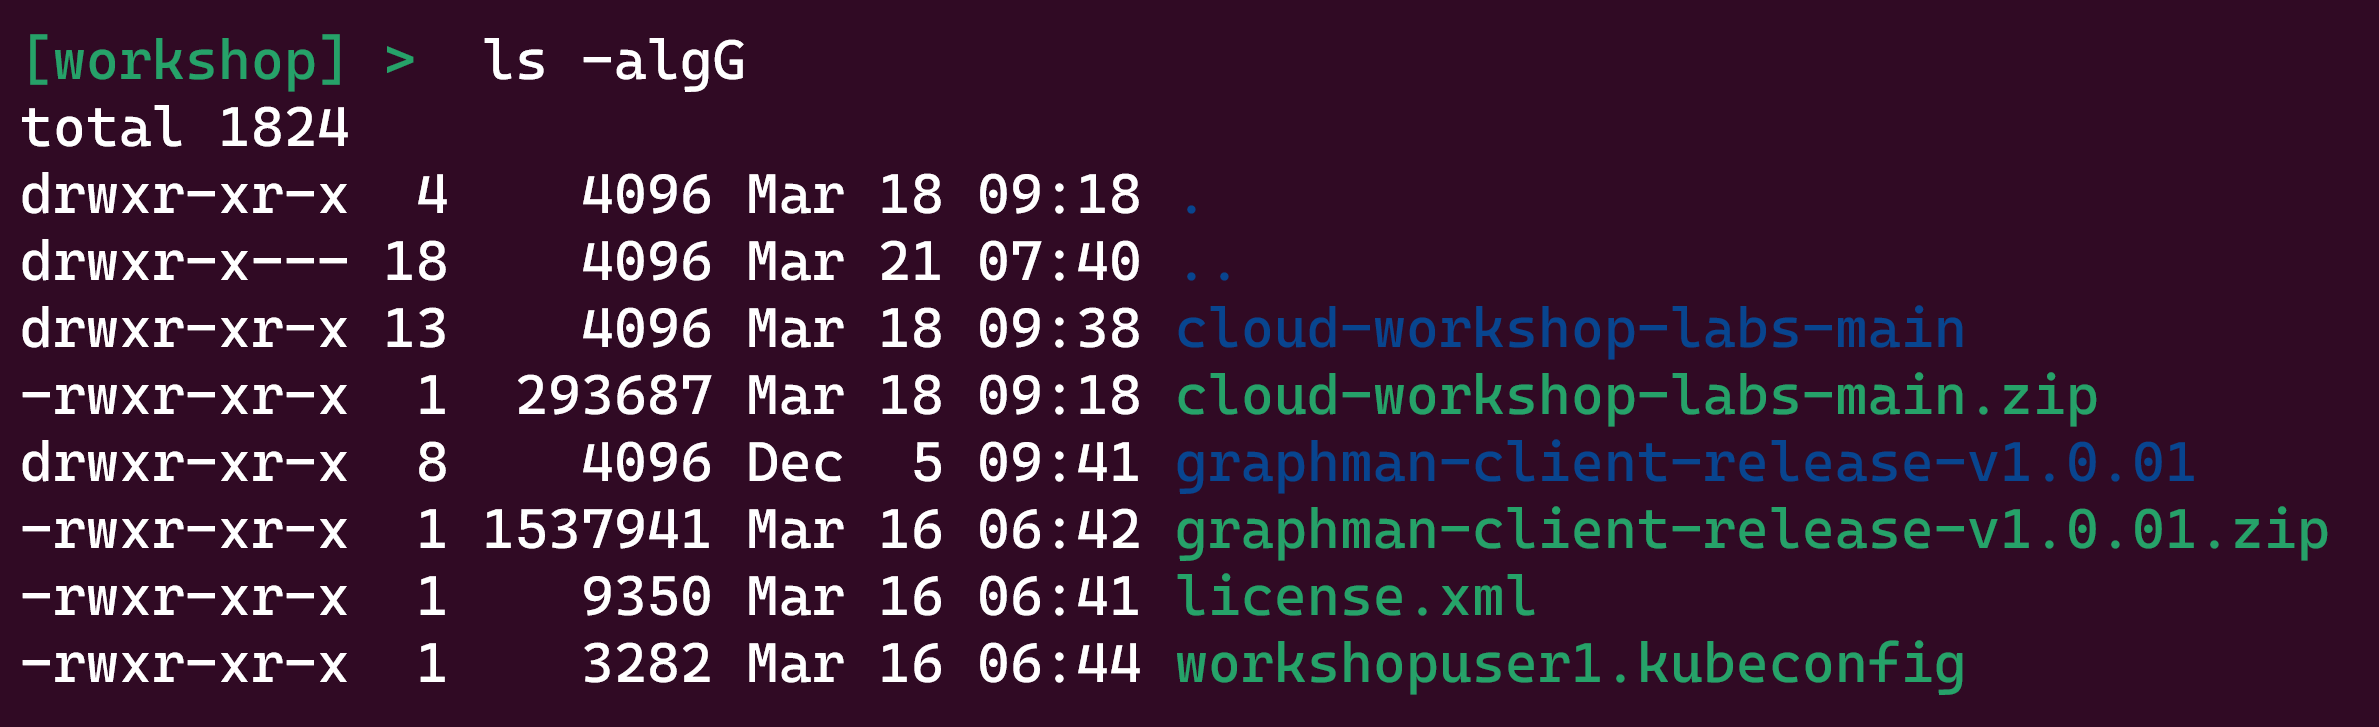 [workshop] >  ls -algG
total 1824
drwxr-xr-x  4    4096 Mar 18 09:18 .
drwxr-x--- 18    4096 Mar 21 07:40 ..
drwxr-xr-x 13    4096 Mar 18 09:38 cloud-workshop-labs-main
-rwxr-xr-x  1  293687 Mar 18 09:18 cloud-workshop-labs-main.zip
drwxr-xr-x  8    4096 Dec  5 09:41 graphman-client-release-v1.0.01
-rwxr-xr-x  1 1537941 Mar 16 06:42 graphman-client-release-v1.0.01.zip
-rwxr-xr-x  1    9350 Mar 16 06:41 license.xml
-rwxr-xr-x  1    3282 Mar 16 06:44 workshopuser1.kubeconfig